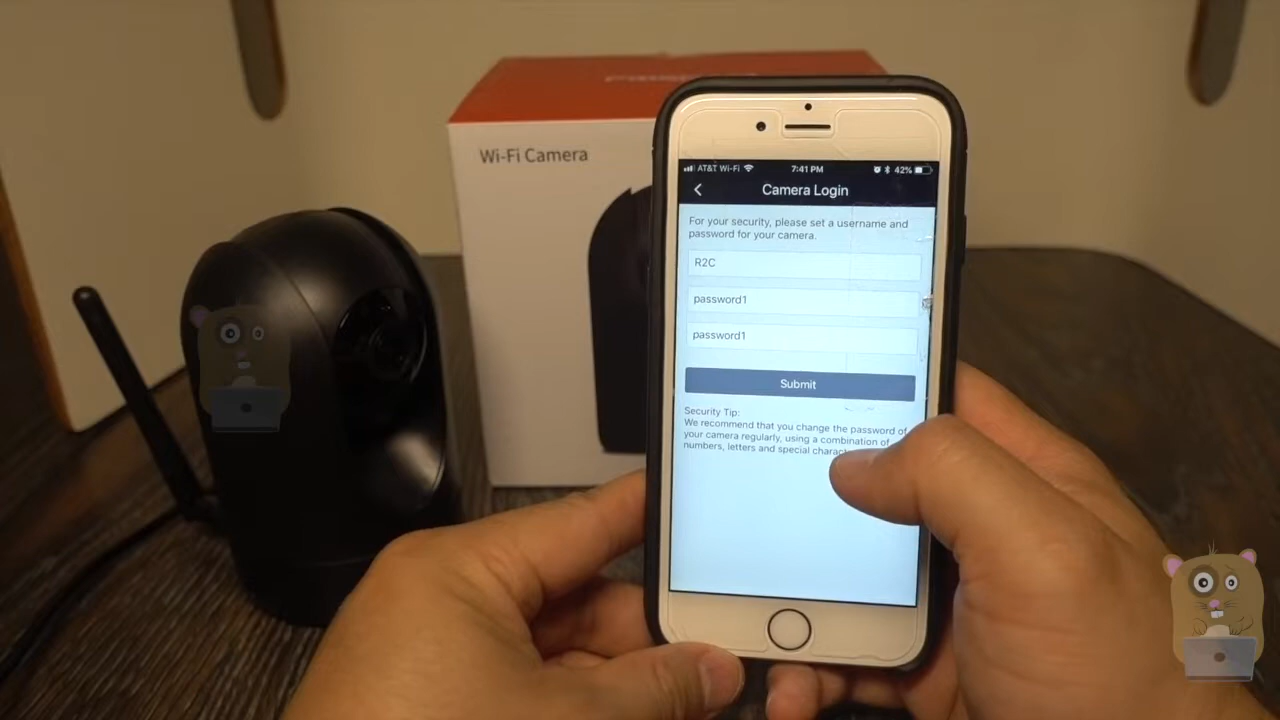 Wi-Fi Camera
AT&T Wi-Fi 7:41 PM 42%
Camera Login
For your security, please set a username and
password for your camera.
R2C
password1
password1
Submit
Security Tip:
We recommend that you change the password of
your camera regularly, using a combination of
numbers, letters and special